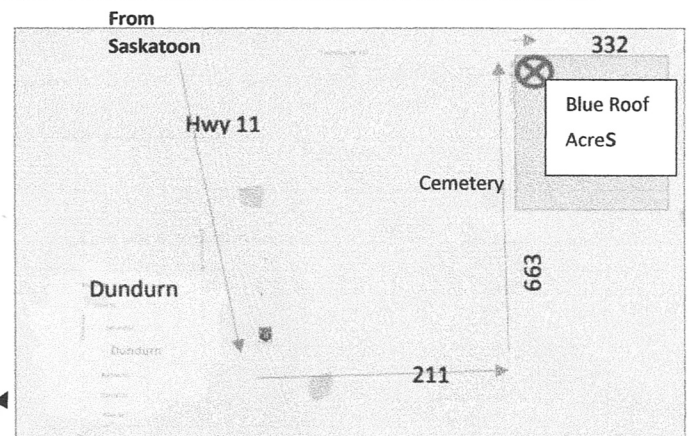 From
Saskatoon
332
Blue Roof
AcreS
Hwy 11
Cemetery
663
Dundurn
Dundurn
211